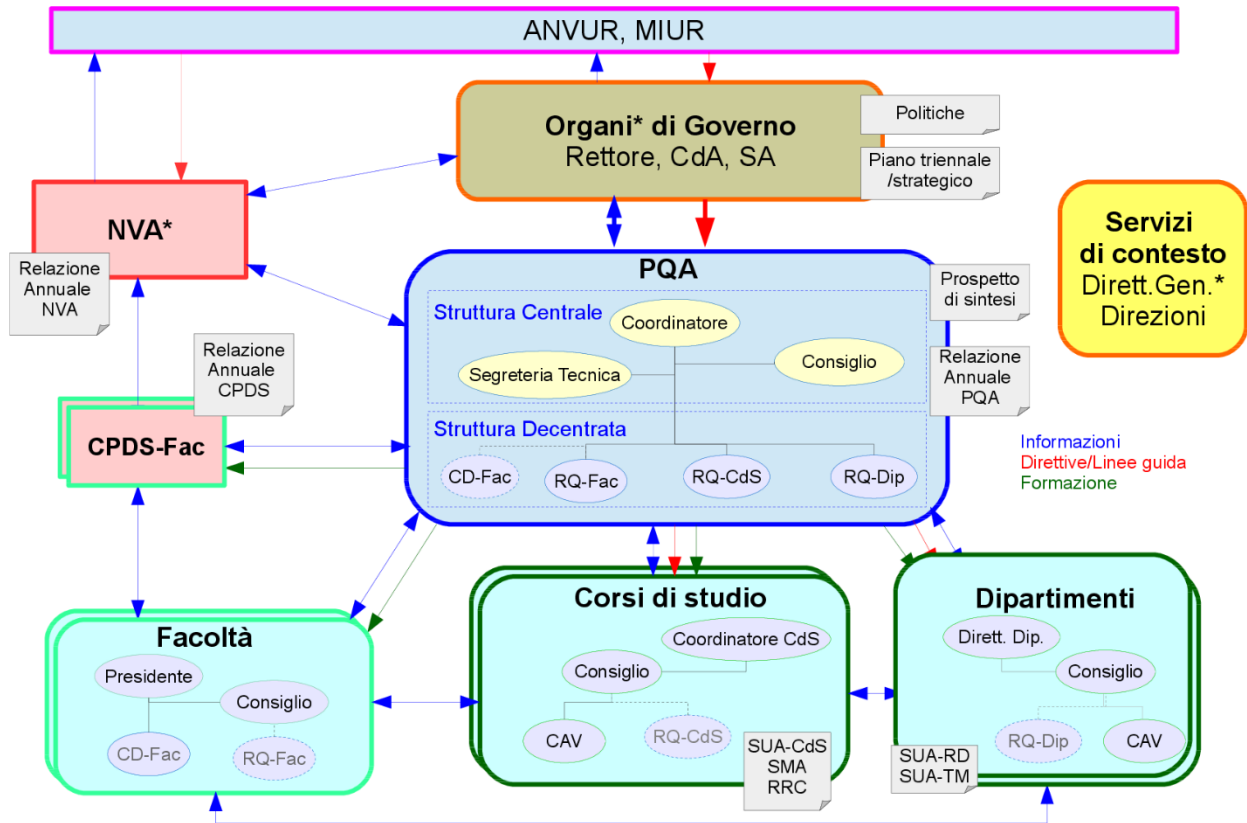 ANVUR, MIUR
Organi* di Governo
Rettore, CdA, SA
Politiche
Piano triennale
/strategico
NVA*
Relazione
Annuale
NVA
Servizi
di contesto
Dirett.Gen.*
Direzioni
PQA
Struttura Centrale
Coordinatore
Segreteria Tecnica
Consiglio
Prospetto
di sintesi
Relazione
Annuale
PQA
Relazione
Annuale
CPDS
CPDS-Fac
Struttura Decentrata
CD-Fac
RQ-Fac
RQ-CdS
RQ-Dip
Informazioni
Direttive/Linee guida
Formazione
Facoltà
Presidente
Consiglio
CD-Fac
RQ-Fac
Corsi di studio
Coordinatore CdS
Consiglio
CAV
RQ-CdS
SUA-CdS
SMA
RRC
Dipartimenti
Dirett. Dip.
Consiglio
RQ-Dip
CAV
SUA-RD
SUA-TM